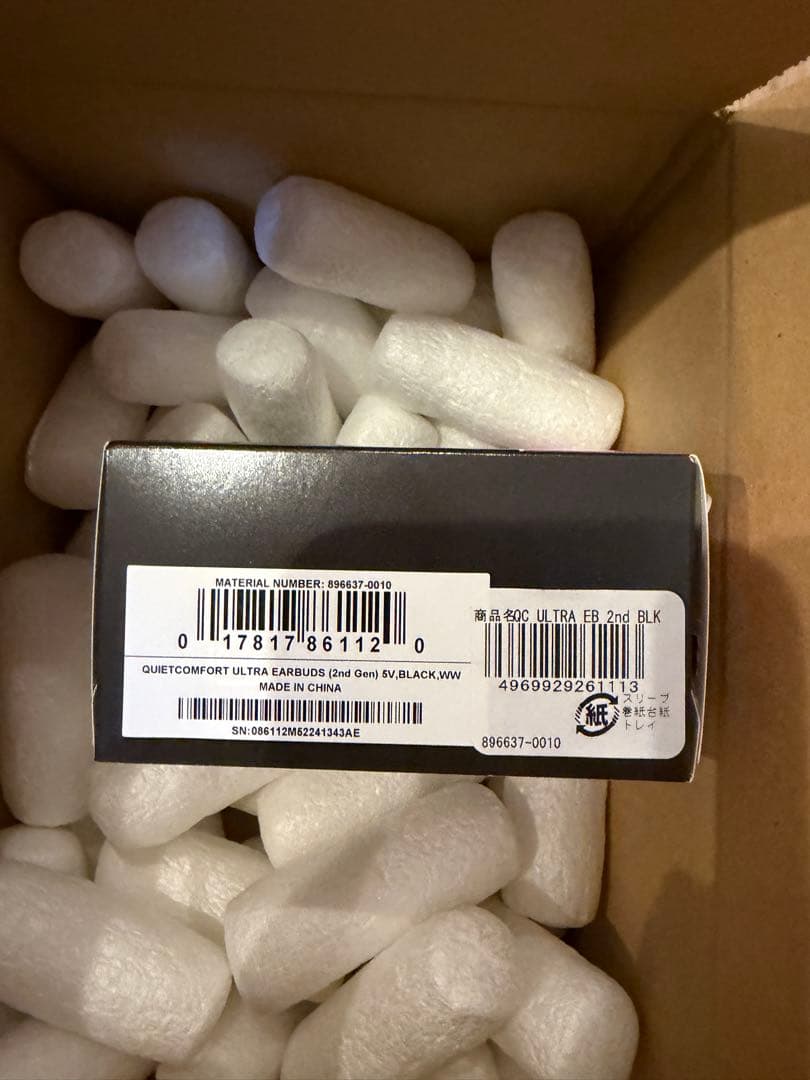 MATERIAL NUMBER: 896637-0010
0 17817 86112 0
QUIETCOMFORT ULTRA EARBUDS (2nd Gen) 5V,BLACK,WW
MADE IN CHINA
SN:086112M52241343AE
商品名QC ULTRA EB 2nd BLK
4969929261113
紙
スリーブ
巻紙台紙
トレイ
896637-0010